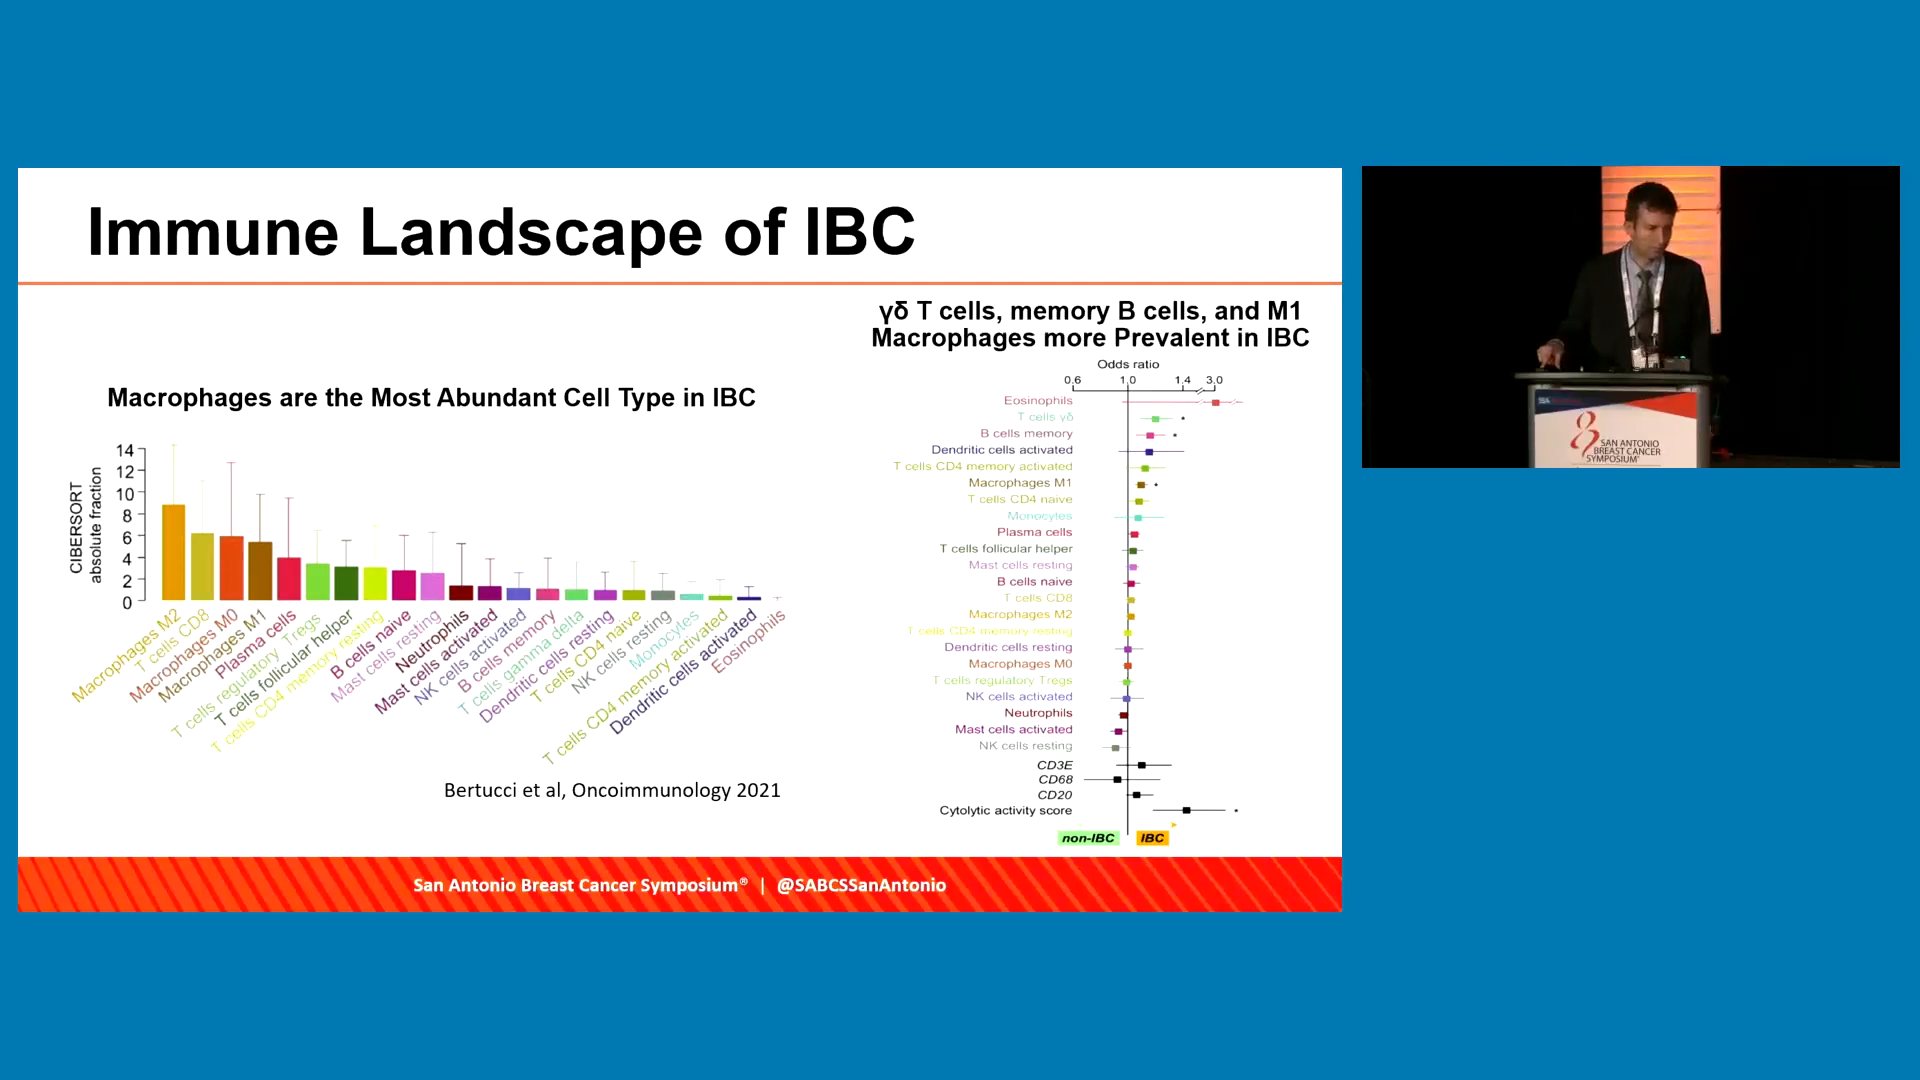 Immune Landscape of IBC
Macrophages are the Most Abundant Cell Type in IBC
CIBERSORT
absolute fraction
14
12
10
8
6
4
2
0
Macrophages M2
T cells CD8
Macrophages M0
Macrophages M1
Plasma cells
T cells regulatory Tregs
T cells follicular helper
T cells CD4 memory resting
B cells naive
Mast cells resting
Neutrophils
Mast cells activated
NK cells activated
B cells memory
T cells gamma delta
Dendritic cells resting
T cells CD4 naive
NK cells resting
Monocytes
T cells CD4 memory activated
Dendritic cells activated
Eosinophils
Bertucci et al, Oncoimmunology 2021
γδ T cells, memory B cells, and M1
Macrophages more Prevalent in IBC
Odds ratio
0.6 1.0 1.4 3.0
Eosinophils
T cells γδ
B cells memory
Dendritic cells activated
T cells CD4 memory activated
Macrophages M1
T cells CD4 naive
Monocytes
Plasma cells
T cells follicular helper
Mast cells resting
B cells naive
T cells CD8
Macrophages M2
T cells CD4 memory resting
Dendritic cells resting
Macrophages M0
T cells regulatory Tregs
NK cells activated
Neutrophils
Mast cells activated
NK cells resting
CD3E
CD68
CD20
Cytolytic activity score
non-IBC IBC
San Antonio Breast Cancer Symposium® | @SABCSSanAntonio
SAN ANTONIO
BREAST CANCER
SYMPOSIUM®